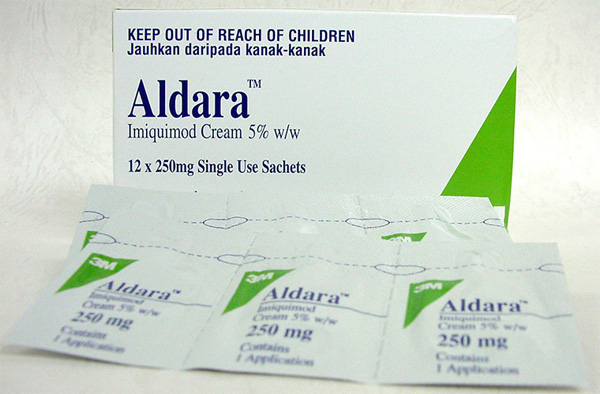 KEEP OUT OF REACH OF CHILDREN
Jauhkan daripada kanak-kanak
Aldara™
Imiquimod Cream 5% w/w
12 x 250mg Single Use Sachets
3M
Aldara™
Imiquimod
Cream 5% w/w
250 mg
Contains
1 Application
3M
Aldara™
Imiquimod
Cream 5% w/w
250 mg
Contains
1 Application
3M
Aldara™
Imiquimod
Cream 5% w/w
250 mg
Contains
1 Application